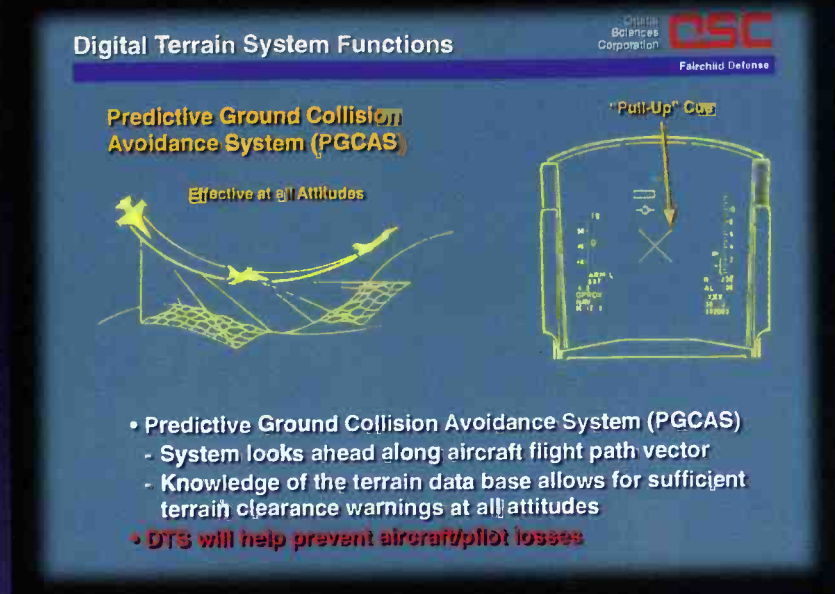 Digital Terrain System Functions
Orbital
Sciences
Corporation
OSC
Fairchild Defense
Predictive Ground Collision
Avoidance System (PGCAS)
Effective at all Attitudes
"Pull-Up" Cue
• Predictive Ground Collision Avoidance System (PGCAS)
- System looks ahead along aircraft flight path vector
- Knowledge of the terrain data base allows for sufficient
terrain clearance warnings at all attitudes
• DTS will help prevent aircraft/pilot losses